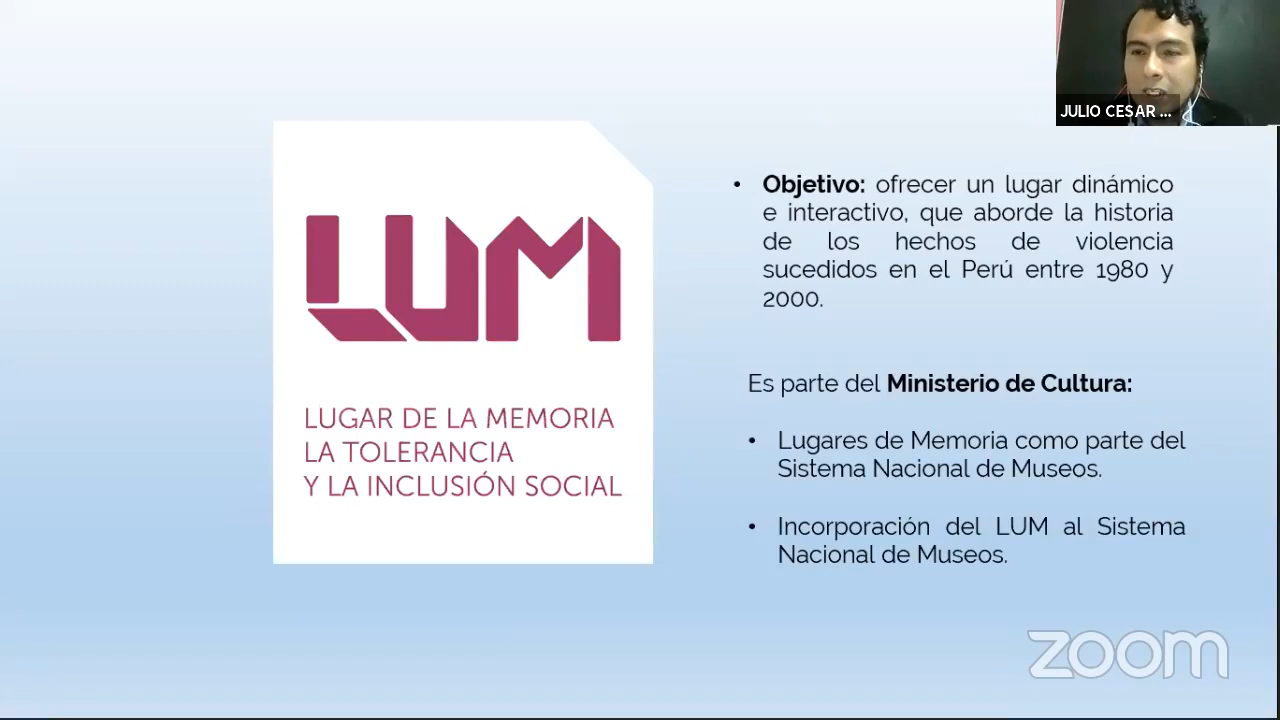 JULIO CESAR ...
LUM
LUGAR DE LA MEMORIA
LA TOLERANCIA
Y LA INCLUSIÓN SOCIAL
• Objetivo: ofrecer un lugar dinámico
e interactivo, que aborde la historia
de los hechos de violencia
sucedidos en el Perú entre 1980 y
2000.
Es parte del Ministerio de Cultura:
• Lugares de Memoria como parte del
Sistema Nacional de Museos.
• Incorporación del LUM al Sistema
Nacional de Museos.
zoom